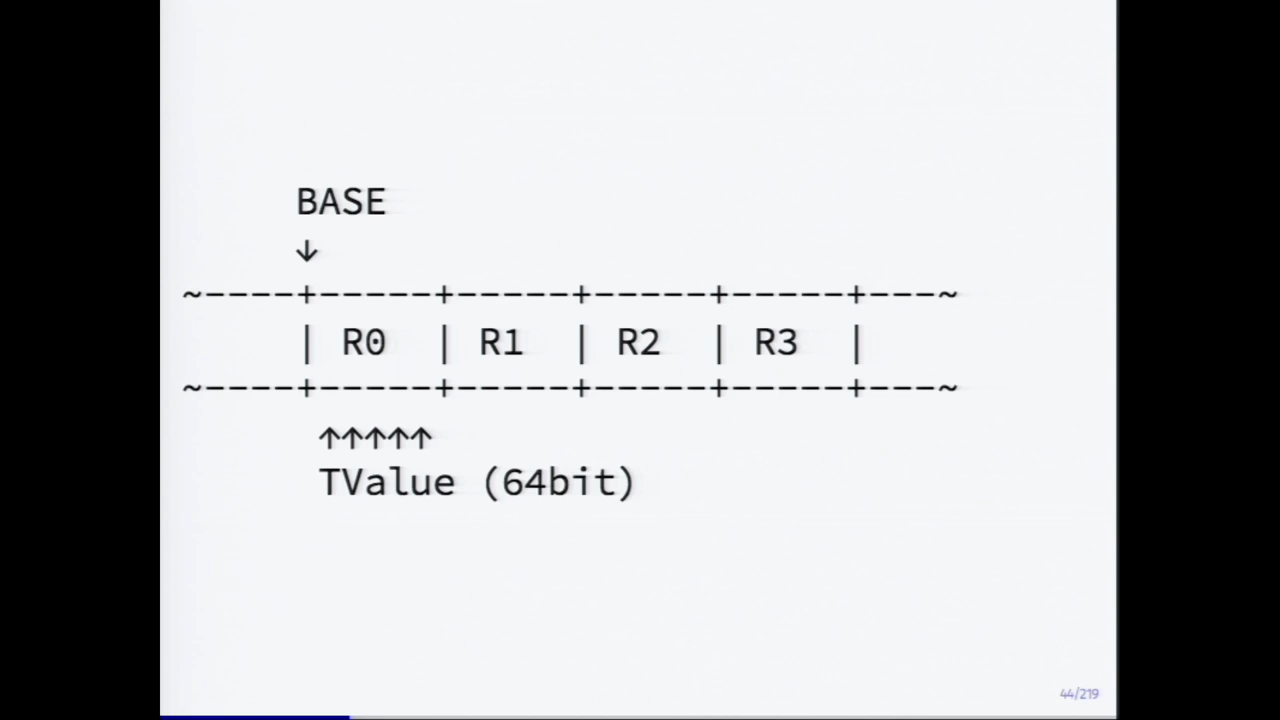 BASE
↓
~----+-----+-----+-----+-----+---~
| R0 | R1 | R2 | R3 |
~----+-----+-----+-----+-----+---~
↑↑↑↑↑
TValue (64bit)
44/219